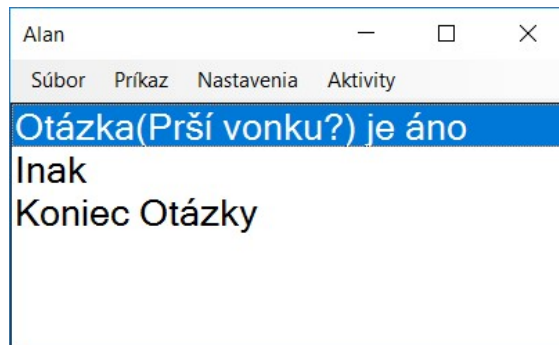 Alan
Súbor Príkaz Nastavenia Aktivity
Otázka(Prší vonku?) je áno
Inak
Koniec Otázky